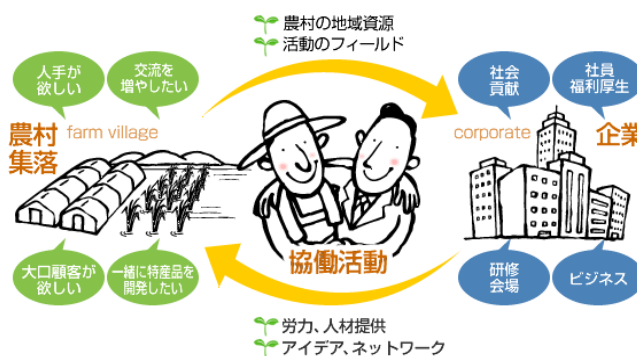 農村の地域資源
活動のフィールド
人手が
欲しい
交流を
増やしたい
社会
貢献
社員
福利厚生
農村
集落
farm village
corporate
企業
協働活動
大口顧客が
欲しい
一緒に特産品を
開発したい
研修
会場
ビジネス
労力、人材提供
アイデア、ネットワーク